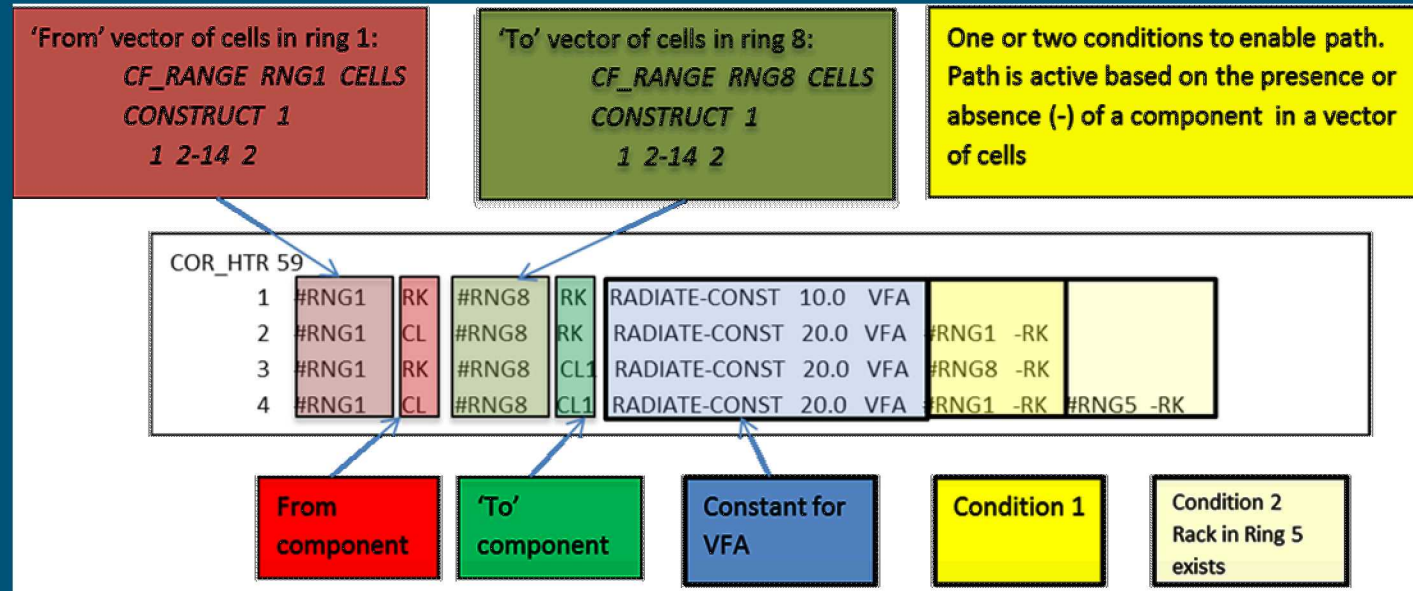 'From' vector of cells in ring 1:
CF_RANGE RNG1 CELLS
CONSTRUCT 1
1 2-14 2
'To' vector of cells in ring 8:
CF_RANGE RNG8 CELLS
CONSTRUCT 1
1 2-14 2
One or two conditions to enable path.
Path is active based on the presence or
absence (-) of a component in a vector
of cells
COR_HTR 59
1 #RNG1 RK #RNG8 RK RADIATE-CONST 10.0 VFA
2 #RNG1 CL #RNG8 RK RADIATE-CONST 20.0 VFA #RNG1 -RK
3 #RNG1 RK #RNG8 CL1 RADIATE-CONST 20.0 VFA #RNG8 -RK
4 #RNG1 CL #RNG8 CL1 RADIATE-CONST 20.0 VFA #RNG1 -RK #RNG5 -RK
From
component
'To'
component
Constant for
VFA
Condition 1
Condition 2
Rack in Ring 5
exists